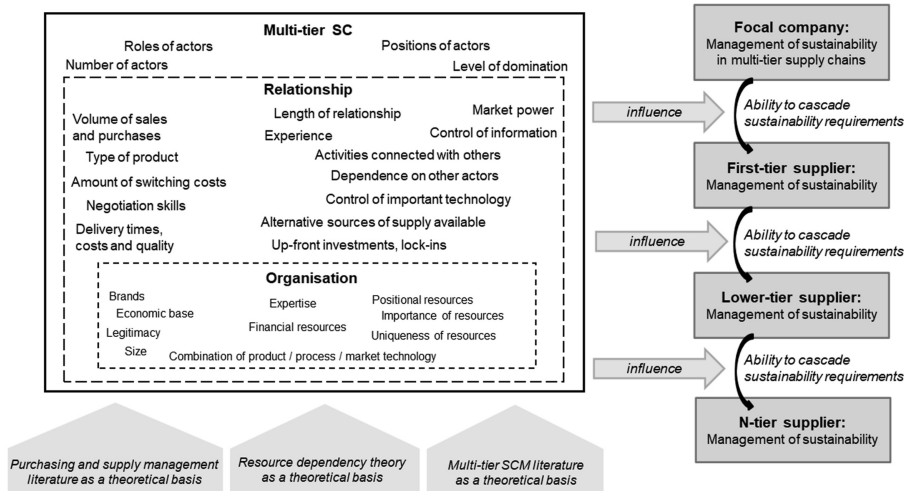 Multi-tier SC
Roles of actors
Positions of actors
Number of actors
Level of domination
Relationship
Volume of sales
and purchases
Length of relationship
Market power
Experience
Control of information
Type of product
Activities connected with others
Amount of switching costs
Dependence on other actors
Negotiation skills
Control of important technology
Delivery times,
costs and quality
Alternative sources of supply available
Up-front investments, lock-ins
Organisation
Brands
Economic base
Legitimacy
Size
Expertise
Financial resources
Positional resources
Importance of resources
Uniqueness of resources
Combination of product / process / market technology
Purchasing and supply management
literature as a theoretical basis
Resource dependency theory
as a theoretical basis
Multi-tier SCM literature
as a theoretical basis
influence
influence
influence
Focal company:
Management of sustainability
in multi-tier supply chains
Ability to cascade
sustainability requirements
First-tier supplier:
Management of sustainability
Ability to cascade
sustainability requirements
Lower-tier supplier:
Management of sustainability
Ability to cascade
sustainability requirements
N-tier supplier:
Management of sustainability